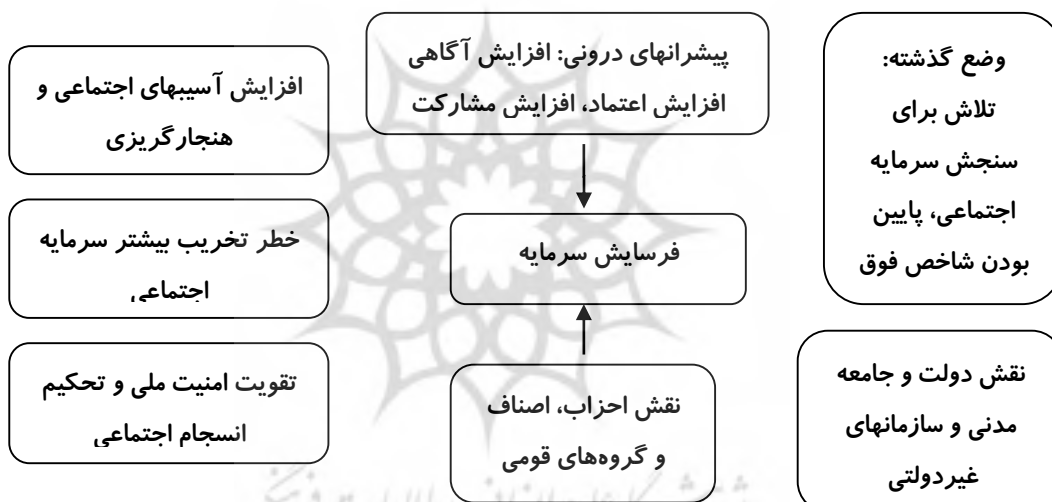 وضع گذشته:
تلاش برای
سنجش سرمایه
اجتماعی، پایین
بودن شاخص فوق
نقش دولت و جامعه
مدنی و سازمانهای
غیردولتی
پیشرانهای درونی: افزایش آگاهی
افزایش اعتماد، افزایش مشارکت
فرسایش سرمایه
نقش احزاب، اصناف
و گروه‌های قومی
افزایش آسیبهای اجتماعی و
هنجارگریزی
خطر تخریب بیشتر سرمایه
اجتماعی
تقویت امنیت ملی و تحکیم
انسجام اجتماعی